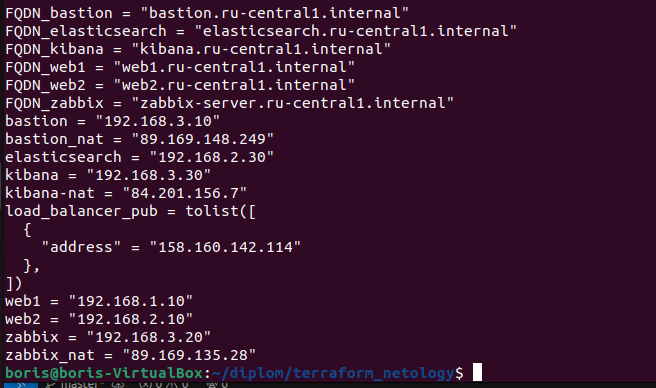 FQDN_bastion = "bastion.ru-central1.internal"
FQDN_elasticsearch = "elasticsearch.ru-central1.internal"
FQDN_kibana = "kibana.ru-central1.internal"
FQDN_web1 = "web1.ru-central1.internal"
FQDN_web2 = "web2.ru-central1.internal"
FQDN_zabbix = "zabbix-server.ru-central1.internal"
bastion = "192.168.3.10"
bastion_nat = "89.169.148.249"
elasticsearch = "192.168.2.30"
kibana = "192.168.3.30"
kibana-nat = "84.201.156.7"
load_balancer_pub = tolist([
  {
    "address" = "158.160.142.114"
  },
])
web1 = "192.168.1.10"
web2 = "192.168.2.10"
zabbix = "192.168.3.20"
zabbix_nat = "89.169.135.28"
boris@boris-VirtualBox:~/diplom/terraform_netology$
master*